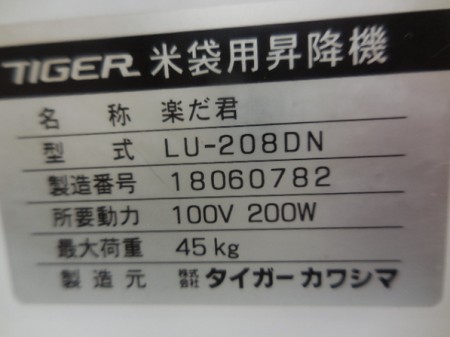 TIGER 米袋用昇降機
名称 楽だ君
型式 LU-208DN
製造番号 18060782
所要動力 100V 200W
最大荷重 45kg
製造元 株式会社 タイガーカワシマ